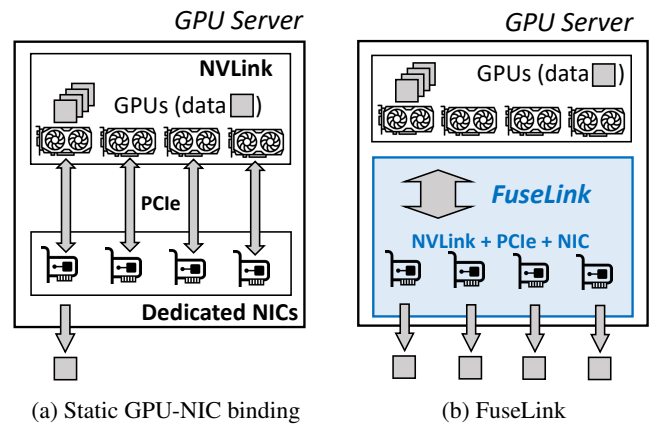 GPU Server
NVLink
GPUs (data )
PCIe
Dedicated NICs
(a) Static GPU-NIC binding
GPU Server
GPUs (data )
FuseLink
NVLink + PCIe + NIC
(b) FuseLink